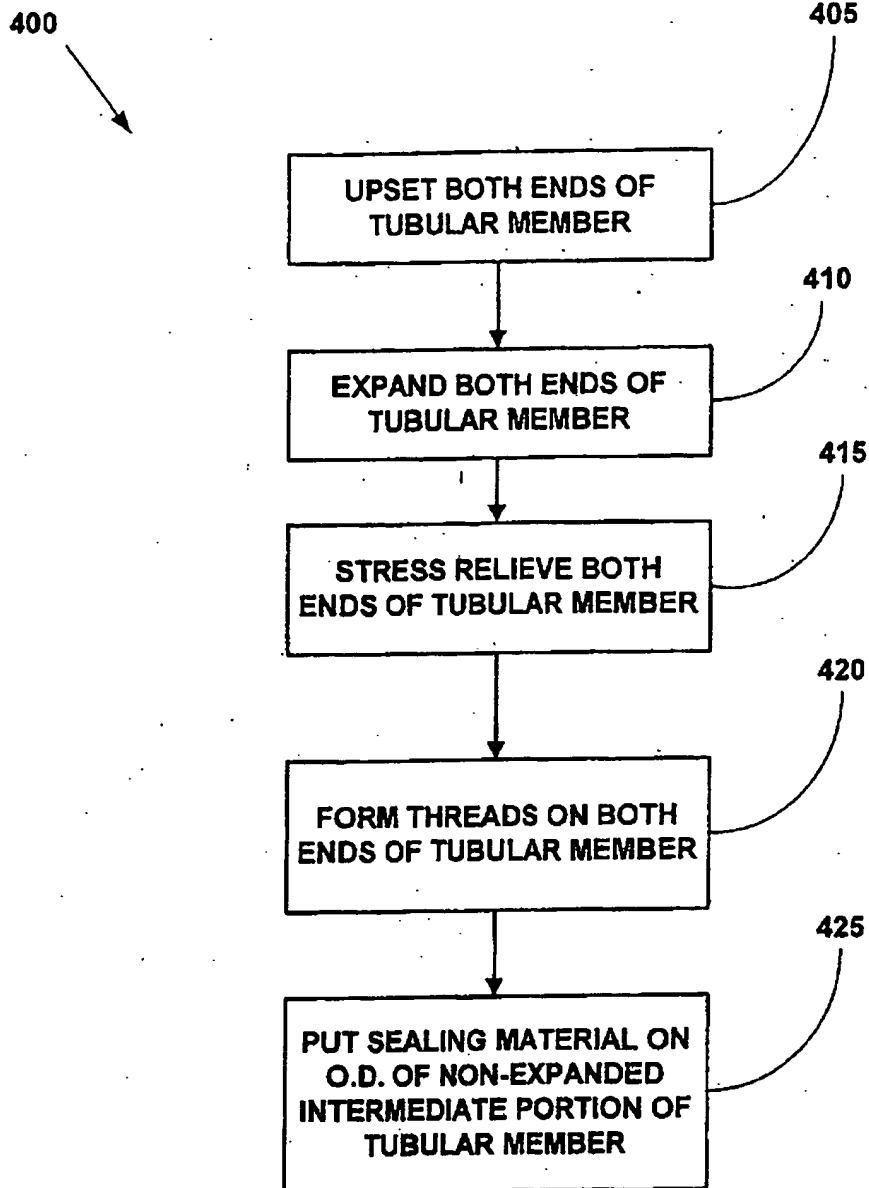 400
405
UPSET BOTH ENDS OF
TUBULAR MEMBER
410
EXPAND BOTH ENDS OF
TUBULAR MEMBER
415
STRESS RELIEVE BOTH
ENDS OF TUBULAR MEMBER
420
FORM THREADS ON BOTH
ENDS OF TUBULAR MEMBER
425
PUT SEALING MATERIAL ON
O.D. OF NON-EXPANDED
INTERMEDIATE PORTION OF
TUBULAR MEMBER